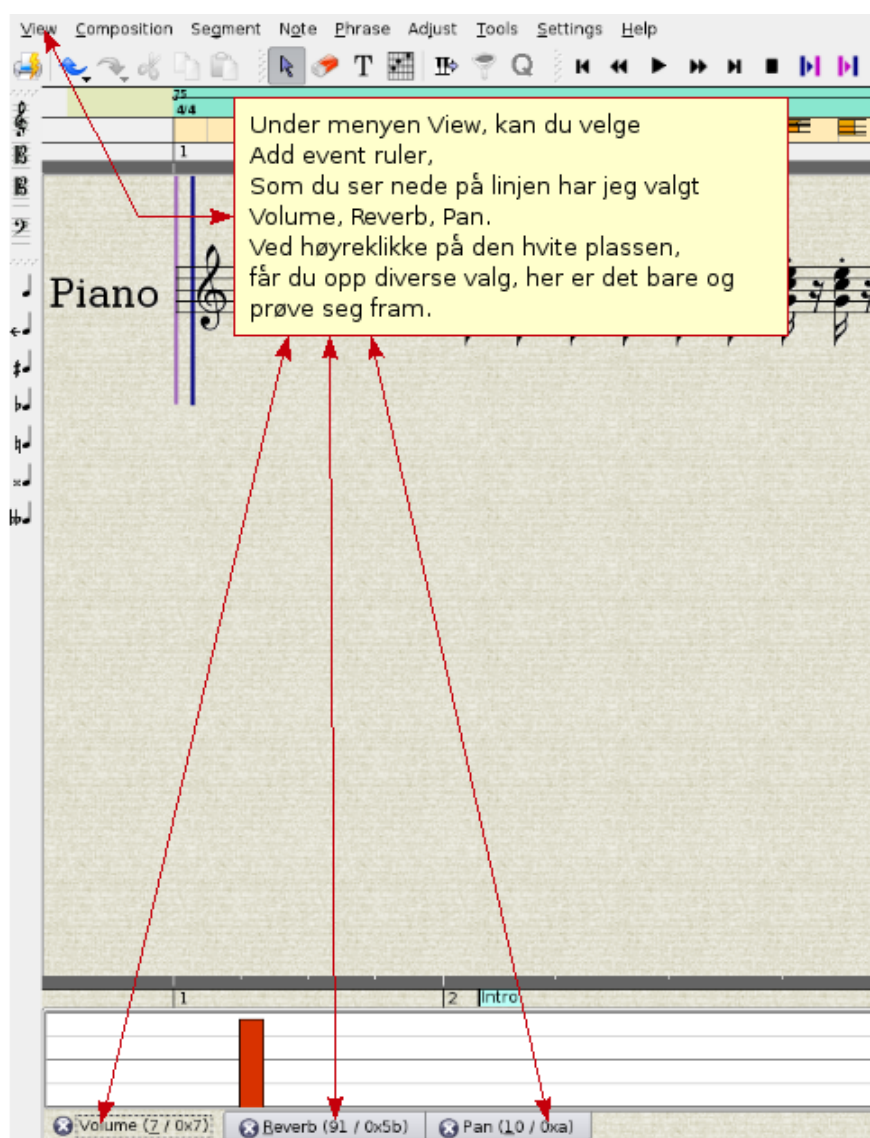 View Composition Segment Note Phrase Adjust Tools Settings Help
T Q
75
4/4
1
Under menyen View, kan du velge
Add event ruler,
Som du ser nede på linjen har jeg valgt
Volume, Reverb, Pan.
Ved høyreklikke på den hvite plassen,
får du opp diverse valg, her er det bare og
prøve seg fram.
Piano
1 2 Intro
Volume (7 / 0x7) Reverb (91 / 0x5b) Pan (10 / 0xa)